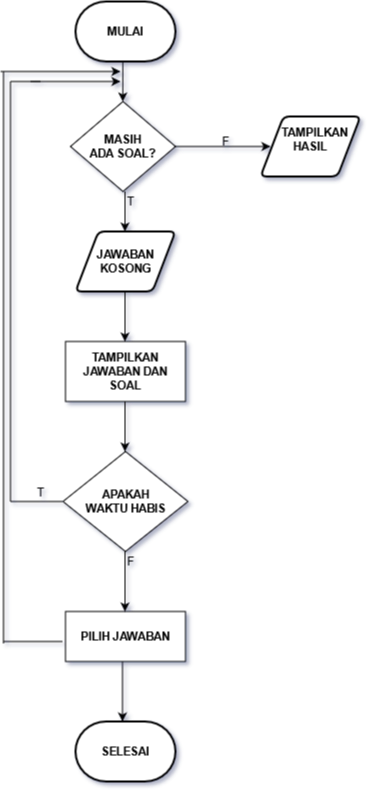 MULAI
MASIH
ADA SOAL?
F
TAMPILKAN
HASIL
T
JAWABAN
KOSONG
TAMPILKAN
JAWABAN DAN
SOAL
APAKAH
WAKTU HABIS
T
F
PILIH JAWABAN
SELESAI